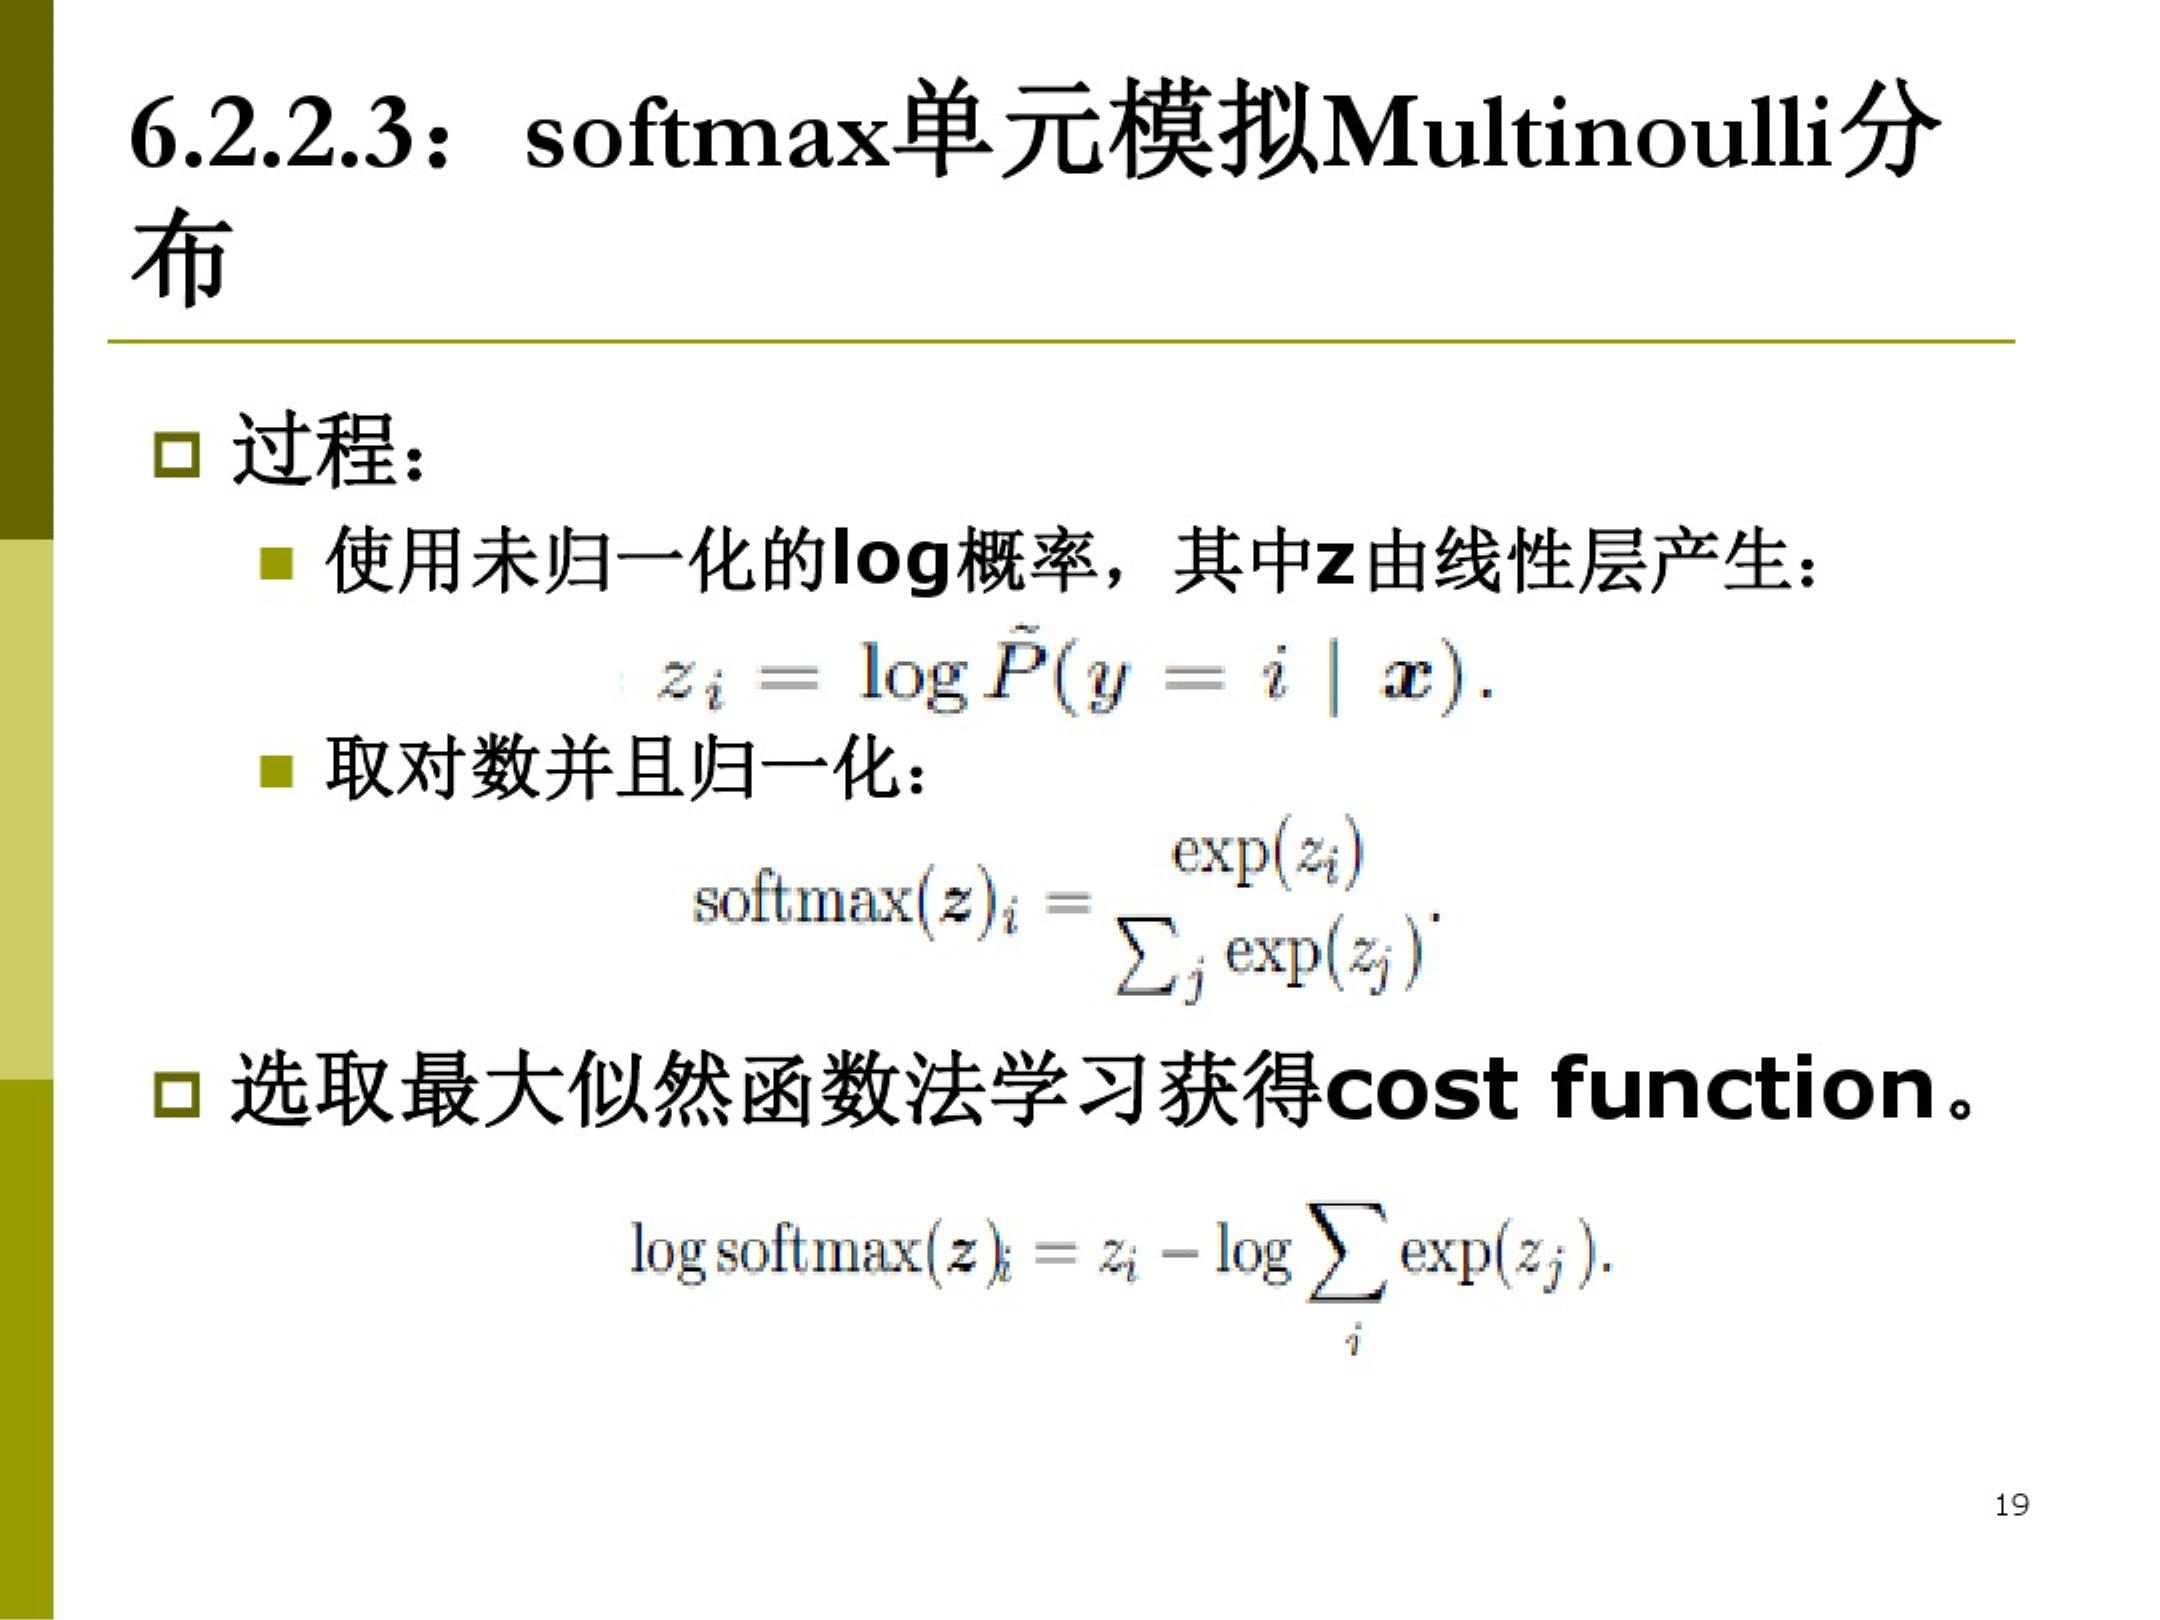 6.2.2.3： softmax单元模拟Multinoulli分
布
过程：
使用未归一化的log概率，其中z由线性层产生：
z_i = log P̃(y = i | x).
取对数并且归一化：
softmax(z)_i = exp(z_i) / ∑_j exp(z_j).
选取最大似然函数法学习获得cost function。
log softmax(z)_i = z_i − log ∑_i exp(z_j).
19